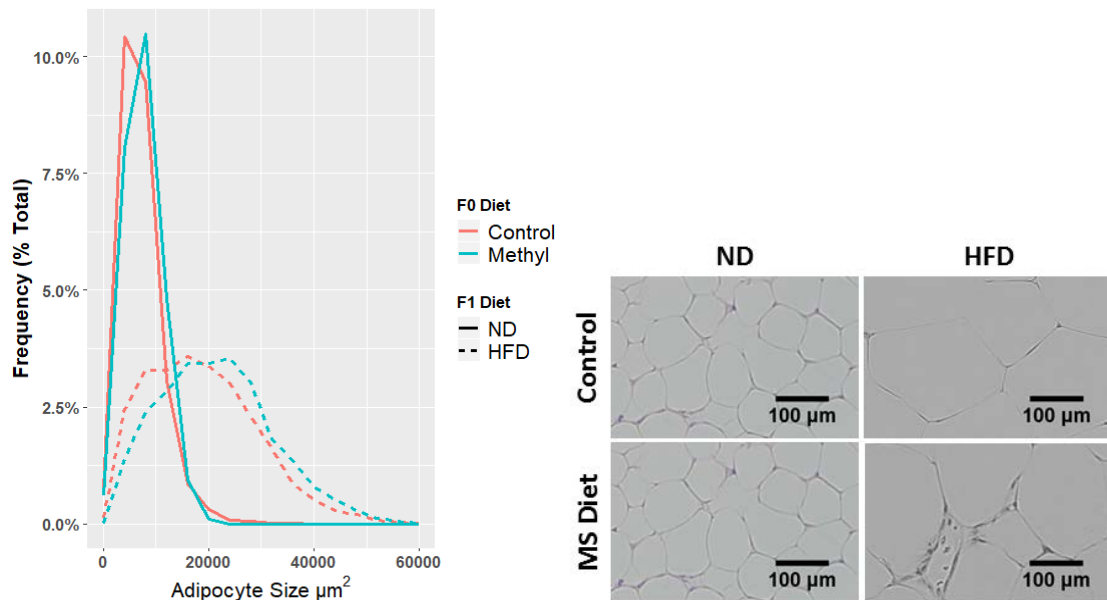 Frequency (% Total)
10.0%
7.5%
5.0%
2.5%
0.0%
0
20000
40000
60000
Adipocyte Size µm²
F0 Diet
Control
Methyl
F1 Diet
ND
HFD
ND
HFD
Control
100 µm
100 µm
MS Diet
100 µm
100 µm